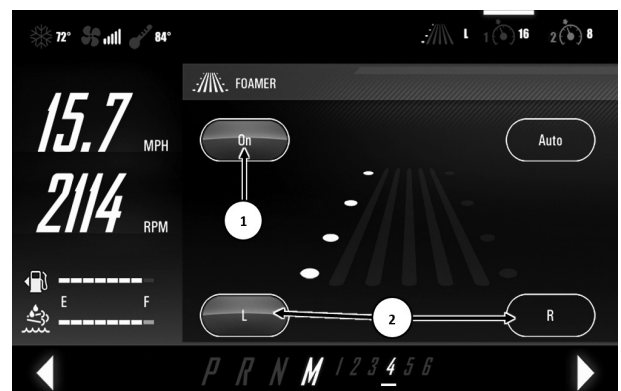 72° 84° L 1 16 2 8
FOAMER
15.7 MPH
On Auto
1
2114 RPM
E F
L 2 R
P R N M 1 2 3 4 5 6